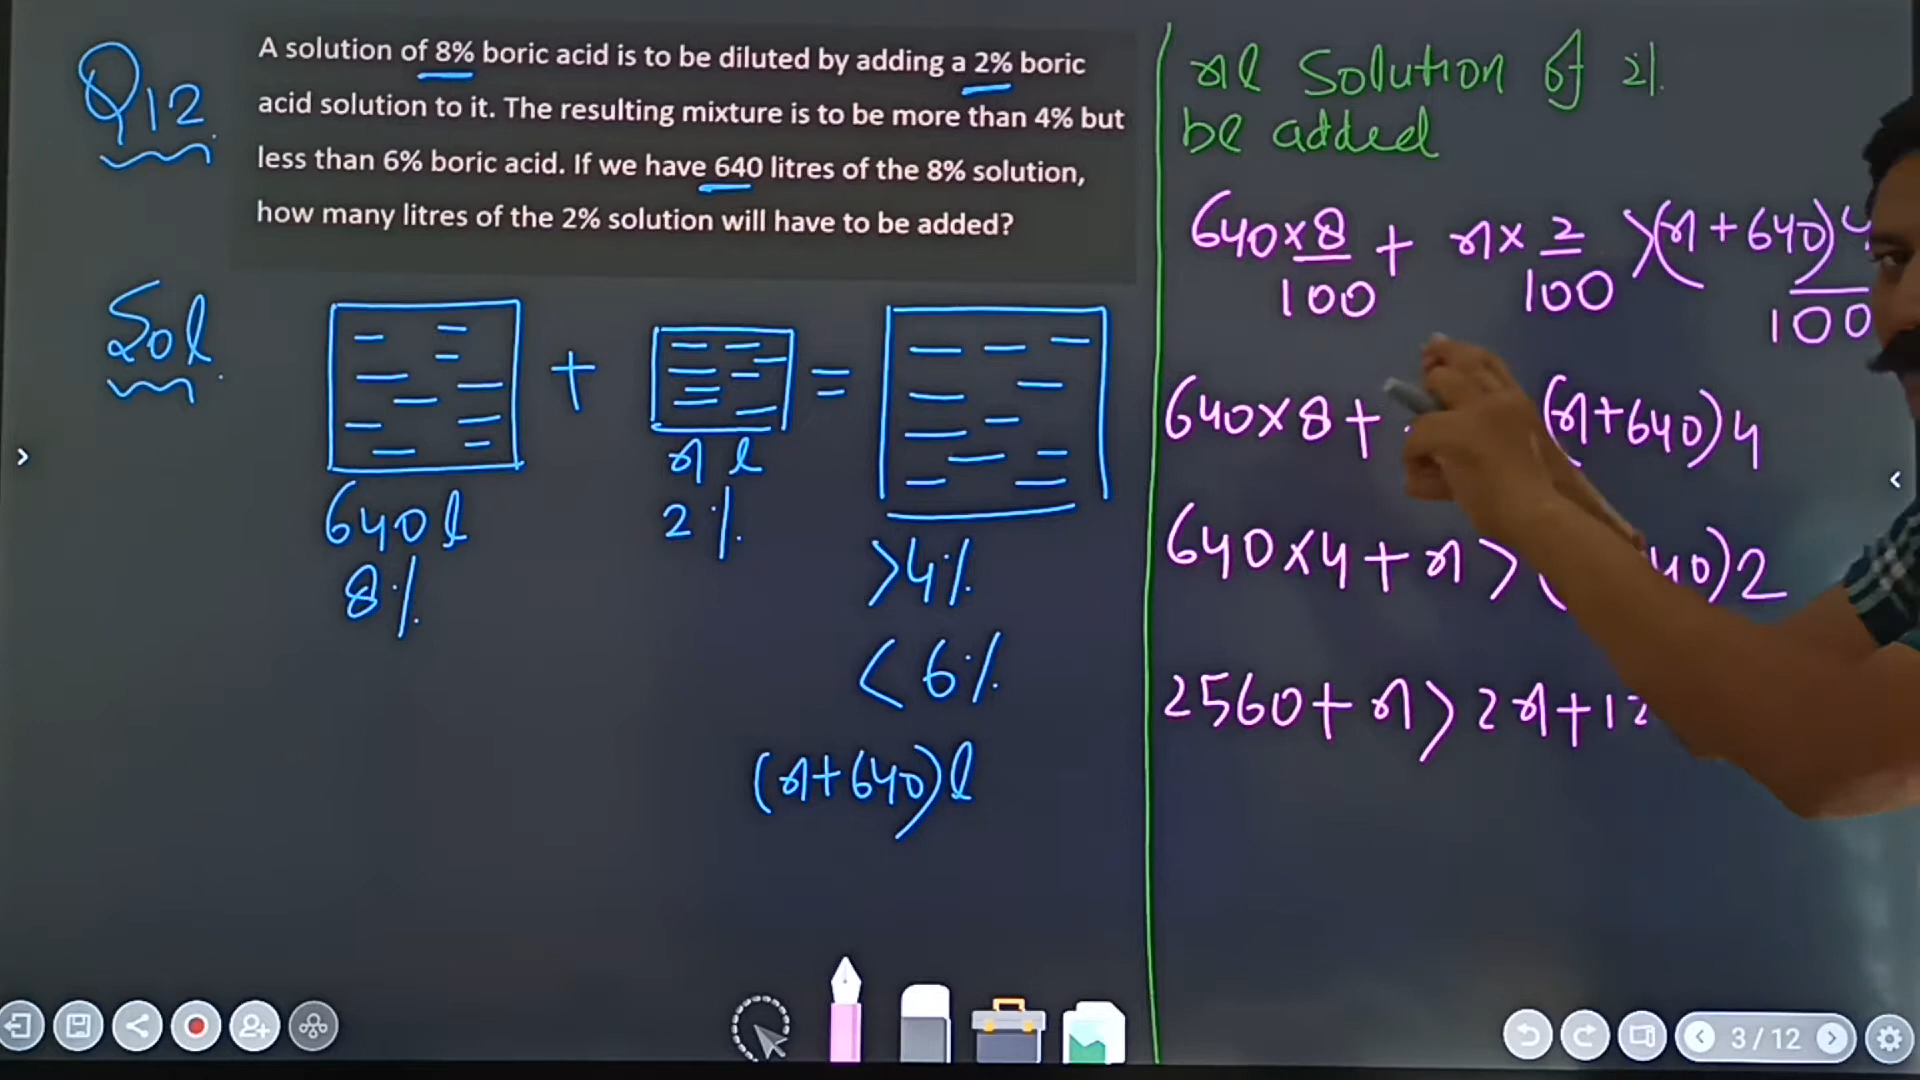 Q12
A solution of 8% boric acid is to be diluted by adding a 2% boric
acid solution to it. The resulting mixture is to be more than 4% but
less than 6% boric acid. If we have 640 litres of the 8% solution,
how many litres of the 2% solution will have to be added?
Sol.
+
=
640 l
8%
x l
2%
>4%
<6%
(x+640) l
x l Solution of 2%
be added
640×8/100 + x×2/100 >(x+640)4/100
640×8+ (x+640)4
640×4+x> 40)2
2560+x>2x+12
3/12